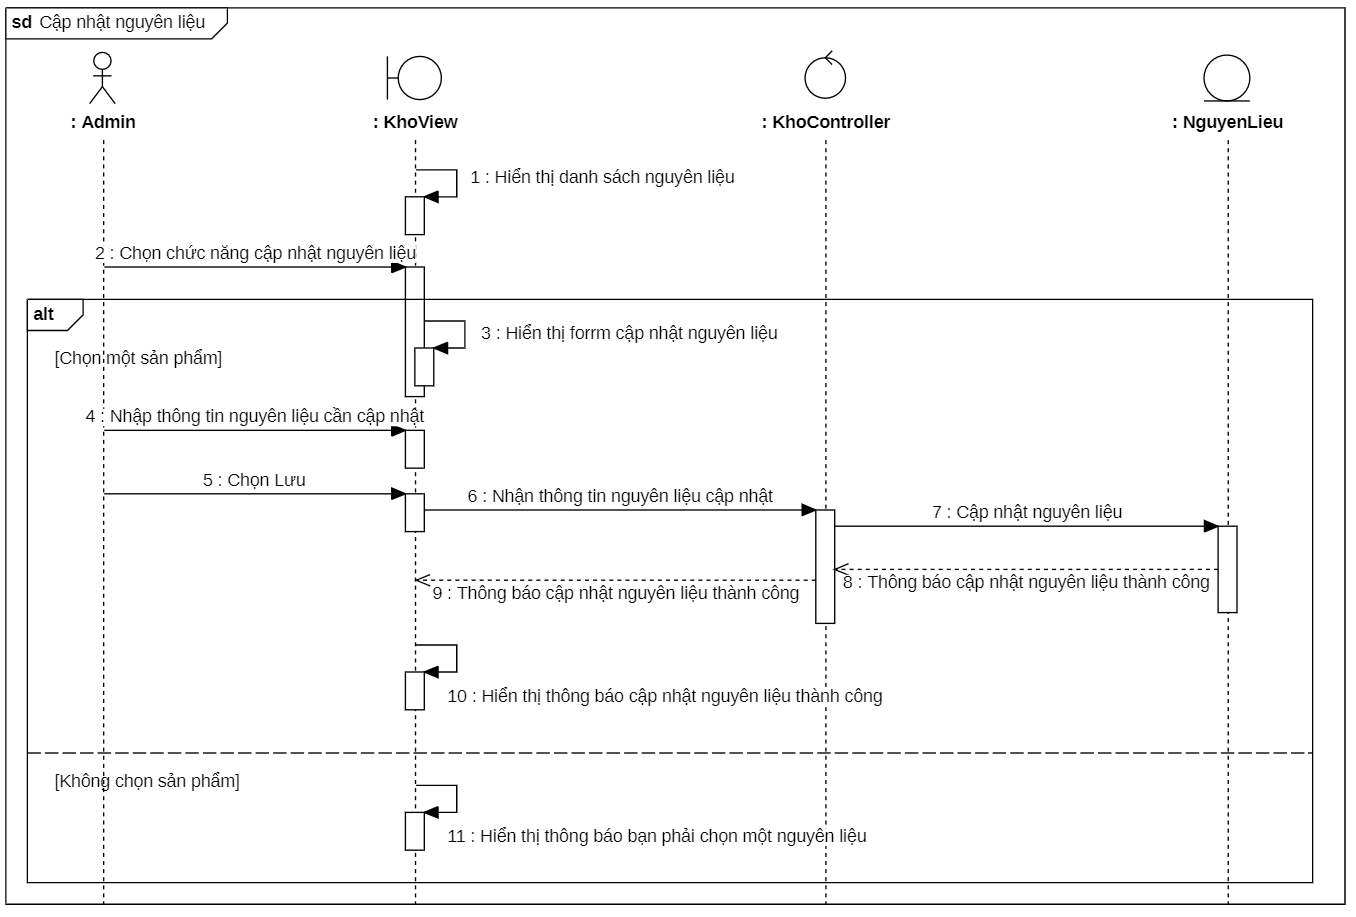 sd Cập nhật nguyên liệu
: Admin
: KhoView
: KhoController
: NguyenLieu
1 : Hiển thị danh sách nguyên liệu
2 : Chọn chức năng cập nhật nguyên liệu
alt
3 : Hiển thị forrm cập nhật nguyên liệu
[Chọn một sản phẩm]
4 : Nhập thông tin nguyên liệu cần cập nhật
5 : Chọn Lưu
6 : Nhận thông tin nguyên liệu cập nhật
7 : Cập nhật nguyên liệu
8 : Thông báo cập nhật nguyên liệu thành công
9 : Thông báo cập nhật nguyên liệu thành công
10 : Hiển thị thông báo cập nhật nguyên liệu thành công
[Không chọn sản phẩm]
11 : Hiển thị thông báo bạn phải chọn một nguyên liệu